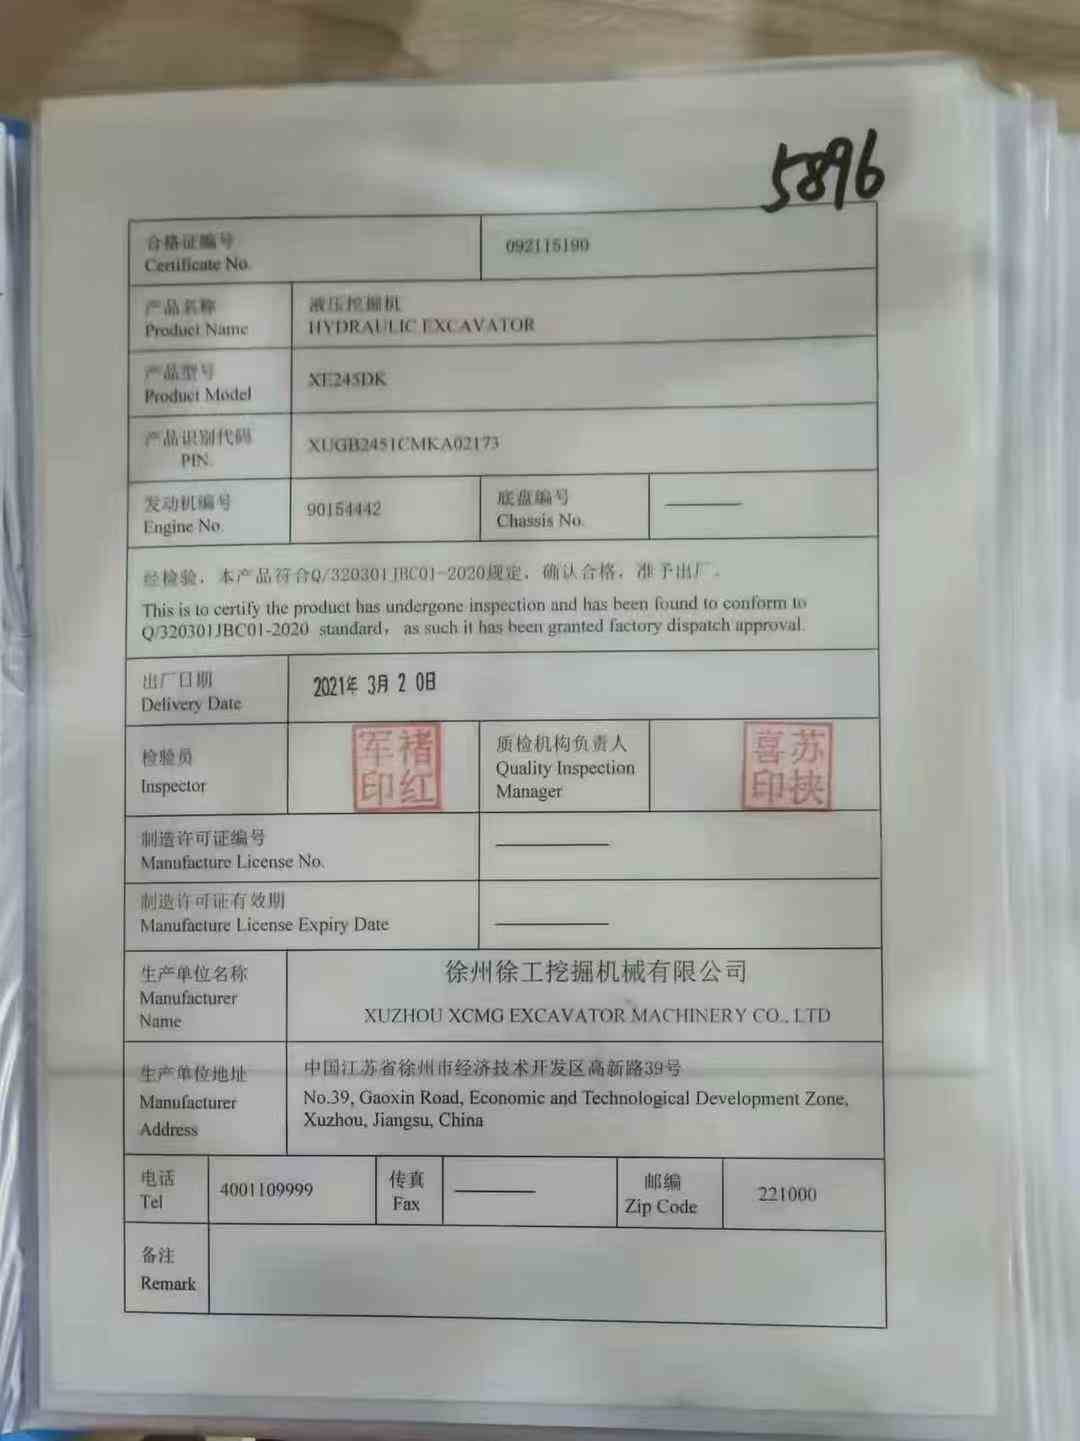 5896
合格证编号
Certificate No.
092115190
产品名称
Product Name
液压挖掘机
HYDRAULIC EXCAVATOR
产品型号
Product Model
XE245DK
产品识别代码
PIN.
XUGB2451CMKA02173
发动机编号
Engine No.
90154442
底盘编号
Chassis No.
经检验，本产品符合Q/320301JBC01-2020规定，确认合格，准予出厂。
This is to certify the product has undergone inspection and has been found to conform to
Q/320301JBC01-2020 standard, as such it has been granted factory dispatch approval.
出厂日期
Delivery Date
2021年 3月 2 0日
检验员
Inspector
军褚
印红
质检机构负责人
Quality Inspection
Manager
喜苏
印挟
制造许可证编号
Manufacture License No.
制造许可证有效期
Manufacture License Expiry Date
生产单位名称
Manufacturer
Name
徐州徐工挖掘机械有限公司
XUZHOU XCMG EXCAVATOR MACHINERY CO., LTD
生产单位地址
Manufacturer
Address
中国江苏省徐州市经济技术开发区高新路39号
No.39, Gaoxin Road, Economic and Technological Development Zone,
Xuzhou, Jiangsu, China
电话
Tel
4001109999
传真
Fax
邮编
Zip Code
221000
备注
Remark